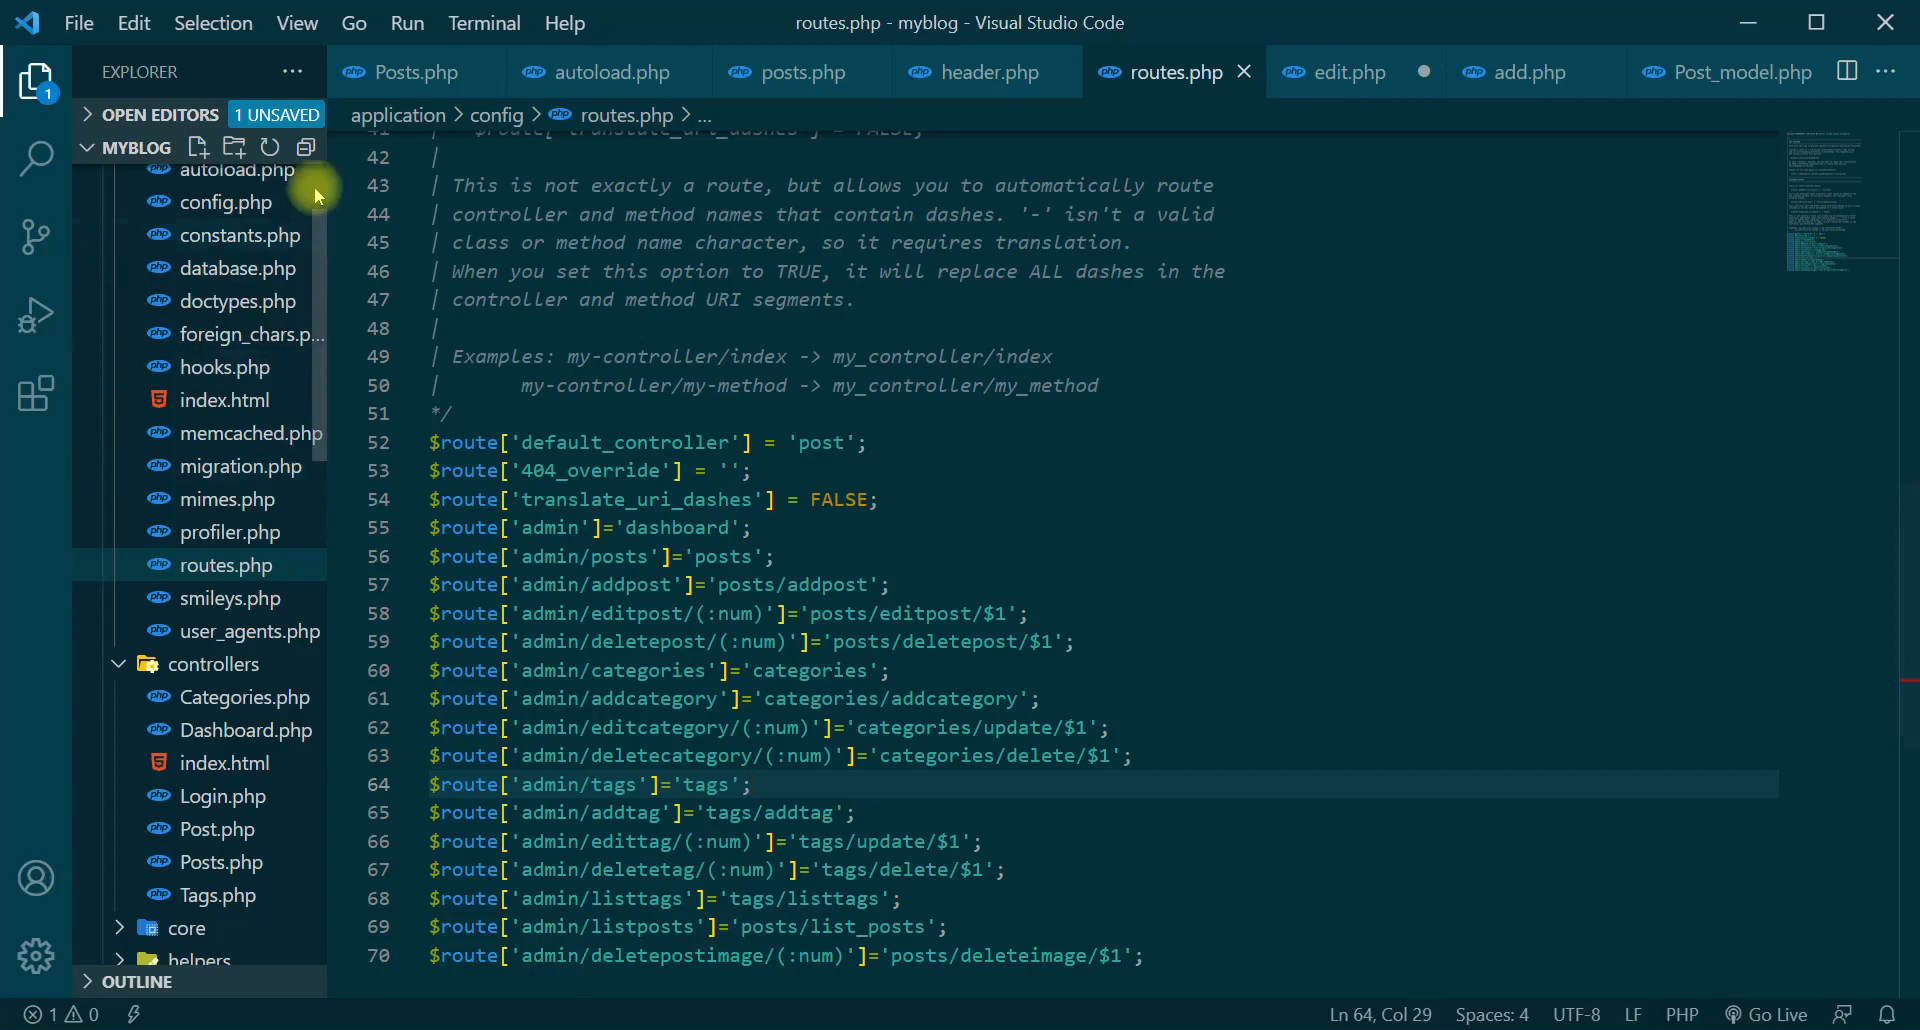 File Edit Selection View Go Run Terminal Help
routes.php - myblog - Visual Studio Code
EXPLORER
Posts.php
autoload.php
posts.php
header.php
routes.php
edit.php
add.php
Post_model.php
1
OPEN EDITORS 1 UNSAVED
application > config > routes.php > ...
MYBLOG
autoload.php
config.php
constants.php
database.php
doctypes.php
foreign_chars.p...
hooks.php
index.html
memcached.php
migration.php
mimes.php
profiler.php
routes.php
smileys.php
user_agents.php
controllers
Categories.php
Dashboard.php
index.html
Login.php
Post.php
Posts.php
Tags.php
core
helpers
OUTLINE
41 | $route['translate_uri_dashes'] = FALSE;
42 |
43 | This is not exactly a route, but allows you to automatically route
44 | controller and method names that contain dashes. '-' isn't a valid
45 | class or method name character, so it requires translation.
46 | When you set this option to TRUE, it will replace ALL dashes in the
47 | controller and method URI segments.
48 |
49 | Examples: my-controller/index -> my_controller/index
50 | my-controller/my-method -> my_controller/my_method
51 */
52 $route['default_controller'] = 'post';
53 $route['404_override'] = '';
54 $route['translate_uri_dashes'] = FALSE;
55 $route['admin']='dashboard';
56 $route['admin/posts']='posts';
57 $route['admin/addpost']='posts/addpost';
58 $route['admin/editpost/(:num)']='posts/editpost/$1';
59 $route['admin/deletepost/(:num)']='posts/deletepost/$1';
60 $route['admin/categories']='categories';
61 $route['admin/addcategory']='categories/addcategory';
62 $route['admin/editcategory/(:num)']='categories/update/$1';
63 $route['admin/deletecategory/(:num)']='categories/delete/$1';
64 $route['admin/tags']='tags';
65 $route['admin/addtag']='tags/addtag';
66 $route['admin/edittag/(:num)']='tags/update/$1';
67 $route['admin/deletetag/(:num)']='tags/delete/$1';
68 $route['admin/listtags']='tags/listtags';
69 $route['admin/listposts']='posts/list_posts';
70 $route['admin/deletepostimage/(:num)']='posts/deleteimage/$1';
1 0
Ln 64, Col 29 Spaces: 4 UTF-8 LF PHP Go Live